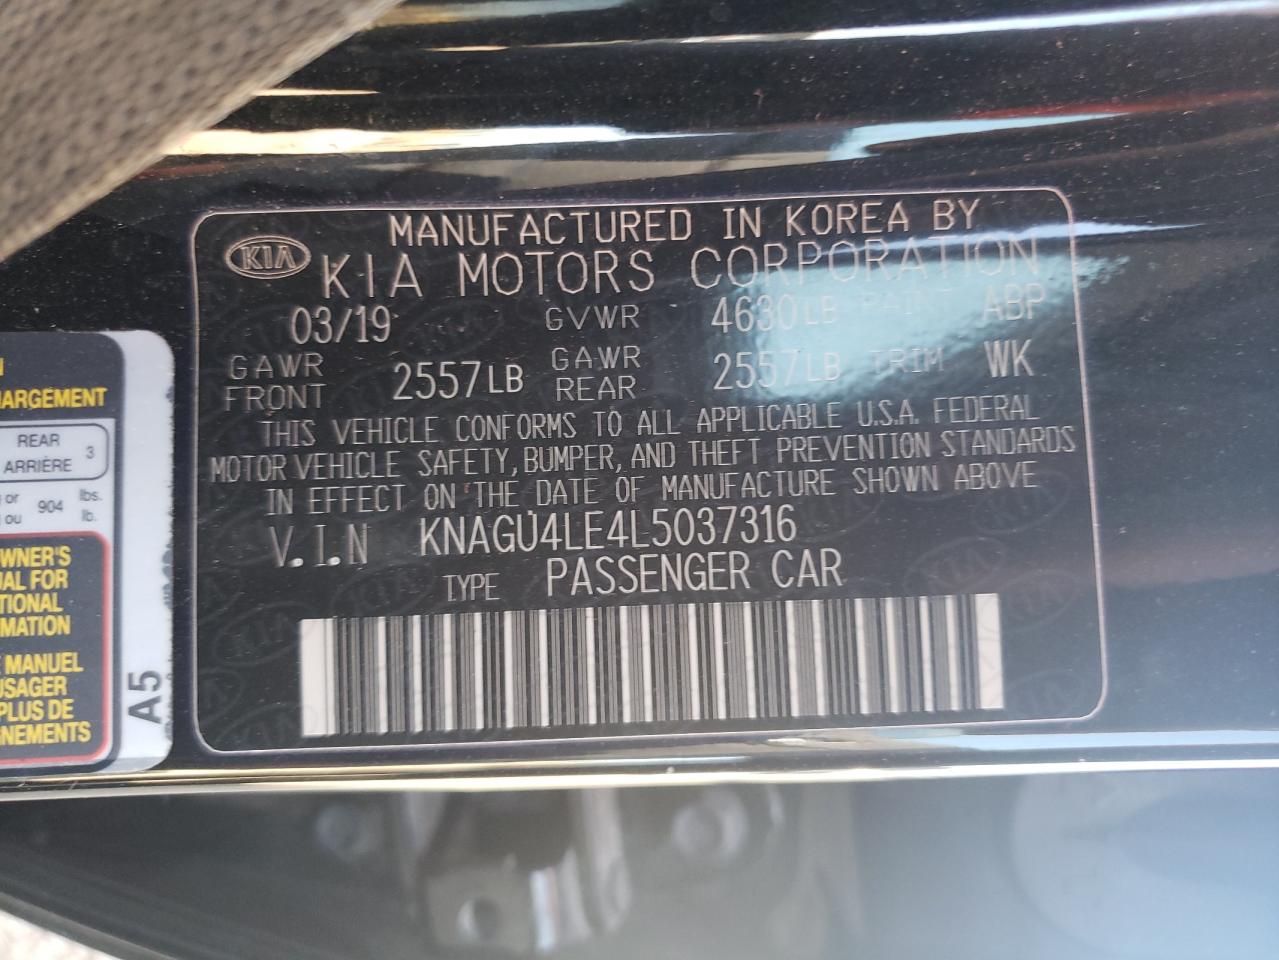 MANUFACTURED IN KOREA BY
KIA KIA MOTORS CORPORATION
03/19 GVWR 4630LB PAINT ABP
GAWR FRONT 2557LB GAWR REAR 2557LB TRIM WK
THIS VEHICLE CONFORMS TO ALL APPLICABLE U.S.A. FEDERAL
MOTOR VEHICLE SAFETY, BUMPER, AND THEFT PREVENTION STANDARDS
IN EFFECT ON THE DATE OF MANUFACTURE SHOWN ABOVE
V.I.N KNAGU4LE4L5037316
TYPE PASSENGER CAR
ARGEMENT
REAR
ARRIÈRE 3
or 904 lbs.
ou lb.
OWNER'S
UAL FOR
TIONAL
MATION
MANUEL
USAGER
PLUS DE
GNEMENTS
A5